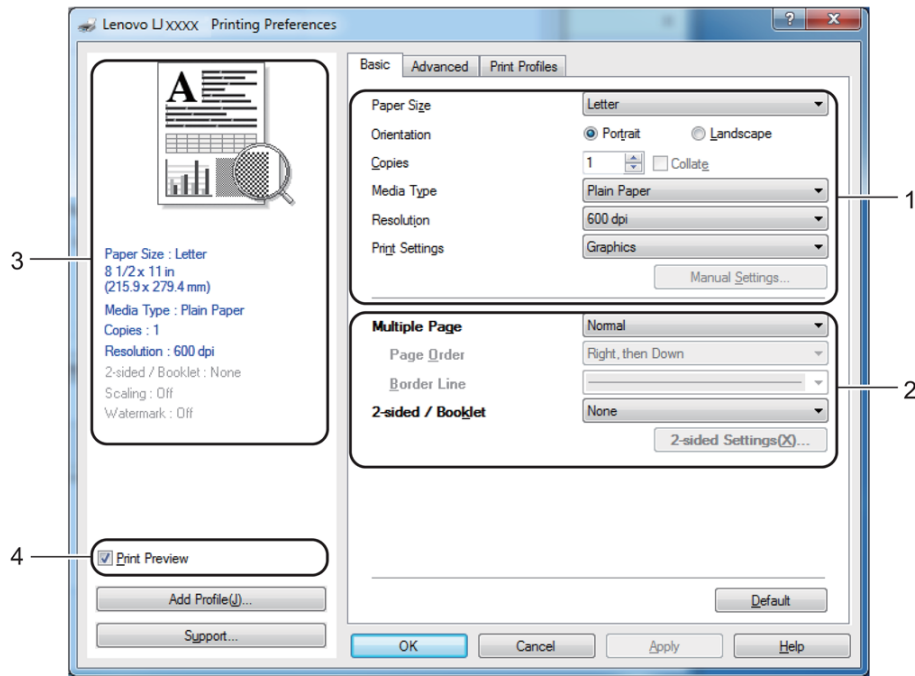 Lenovo LJ XXXX Printing Preferences
?
X
Basic
Advanced
Print Profiles
A
Paper Size : Letter
8 1/2 x 11 in
(215.9 x 279.4 mm)
Media Type : Plain Paper
Copies : 1
Resolution : 600 dpi
2-sided / Booklet : None
Scaling : Off
Watermark : Off
3
Print Preview
4
Add Profile(J)...
Support...
Paper Size Letter
Orientation Portrait Landscape
Copies 1 Collate
Media Type Plain Paper
Resolution 600 dpi
Print Settings Graphics
Manual Settings...
1
Multiple Page Normal
Page Order Right, then Down
Border Line
2-sided / Booklet None
2-sided Settings(X)...
2
Default
OK Cancel Apply Help